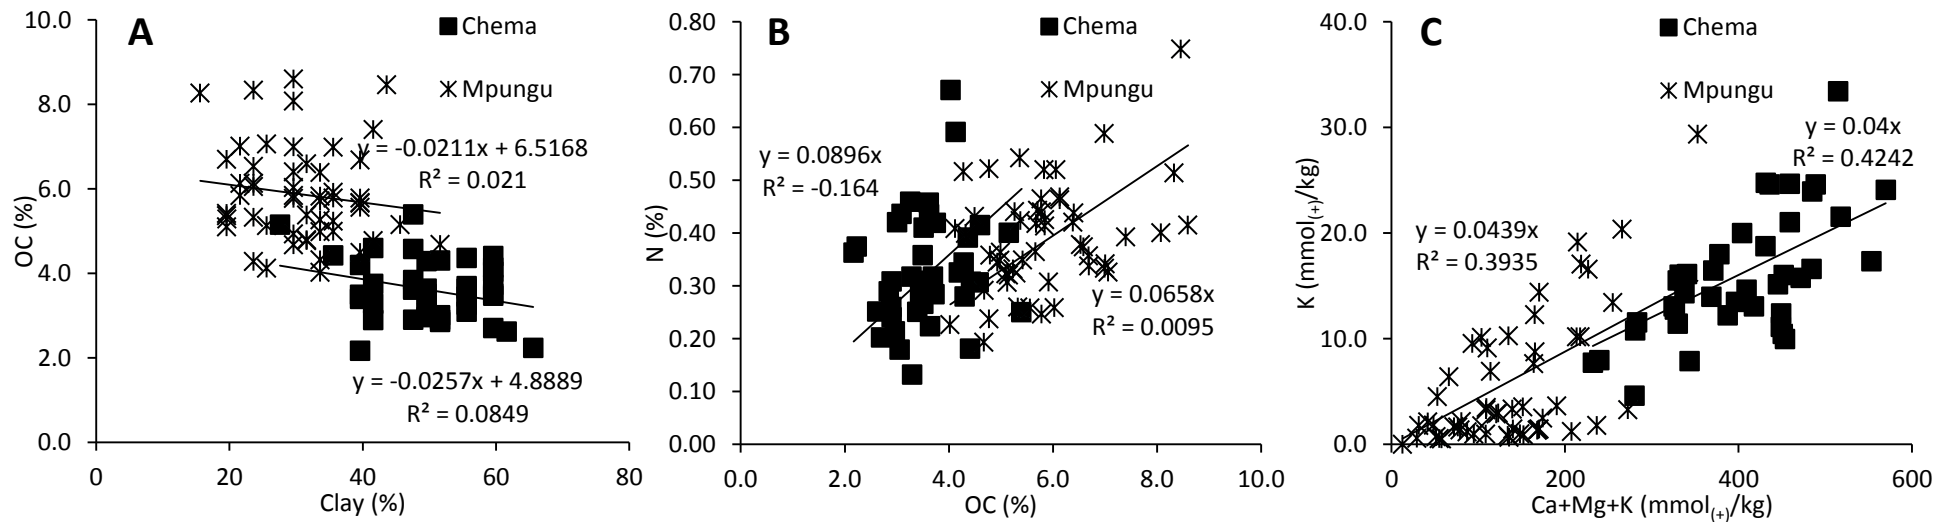 A
Chema
Mpungu
y = -0.0211x + 6.5168
R² = 0.021
y = -0.0257x + 4.8889
R² = 0.0849
10.0
8.0
6.0
4.0
2.0
0.0
OC (%)
0
20
40
60
80
Clay (%)
B
Chema
Mpungu
y = 0.0896x
R² = -0.164
y = 0.0658x
R² = 0.0095
0.80
0.70
0.60
0.50
0.40
0.30
0.20
0.10
0.00
N (%)
0.0
2.0
4.0
6.0
8.0
10.0
OC (%)
C
Chema
Mpungu
y = 0.04x
R² = 0.4242
y = 0.0439x
R² = 0.3935
40.0
30.0
20.0
10.0
0.0
K (mmol(+)/kg)
0
200
400
600
Ca+Mg+K (mmol(+)/kg)